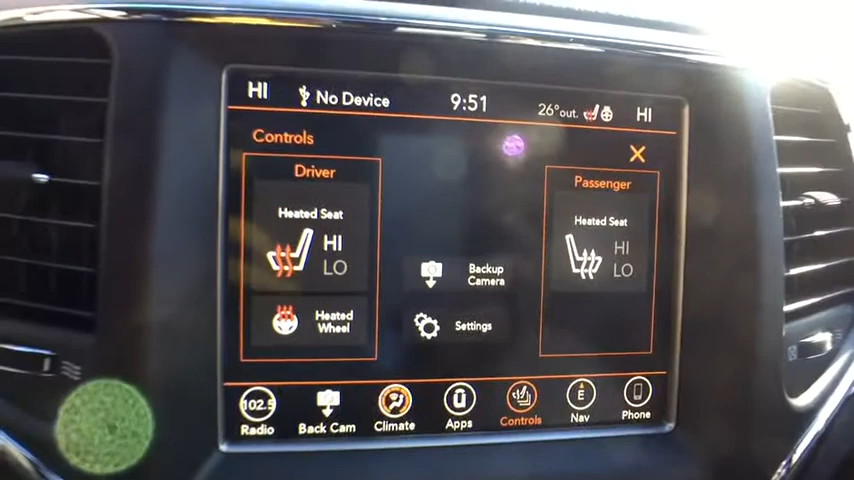 HI No Device 9:51 26°out. HI
Controls
Driver
Heated Seat
HI
LO
Heated
Wheel
Backup
Camera
Settings
Passenger
Heated Seat
HI
LO
102.5 E
Radio Back Cam Climate Apps Controls Nav Phone